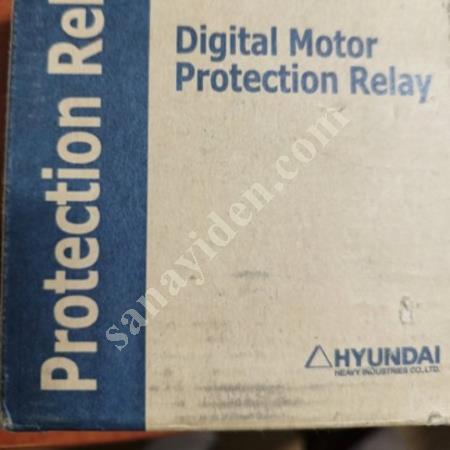 Protection Rel
Digital Motor
Protection Relay
HYUNDAI
HEAVY INDUSTRIES CO.,LTD.
sanayiden.com